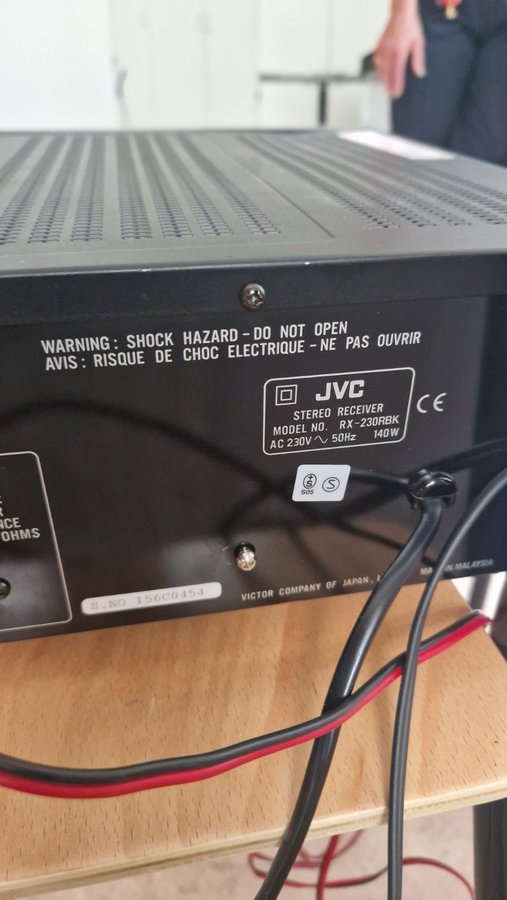 WARNING: SHOCK HAZARD - DO NOT OPEN
AVIS: RISQUE DE CHOC ELECTRIQUE - NE PAS OUVRIR
JVC
STEREO RECEIVER
MODEL NO. RX-230RBK
AC 230V ~ 50Hz 140W
CE
S
S
SOS
OHMS
S.NO 156C0454
VICTOR COMPANY OF JAPAN, L
MALAYSIA